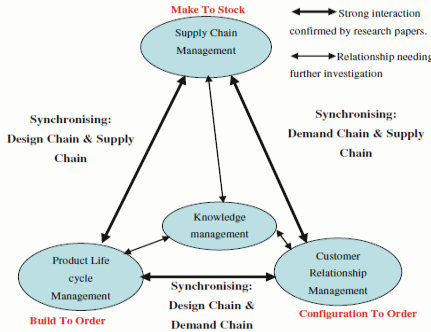 Make To Stock
Supply Chain
Management
Strong interaction
confirmed by research papers.
Relationship needing
further investigation
Synchronising:
Design Chain & Supply
Chain
Synchronising:
Demand Chain & Supply
Chain
Knowledge
management
Product Life
cycle
Management
Customer
Relationship
Management
Synchronising:
Design Chain &
Demand Chain
Build To Order
Configuration To Order